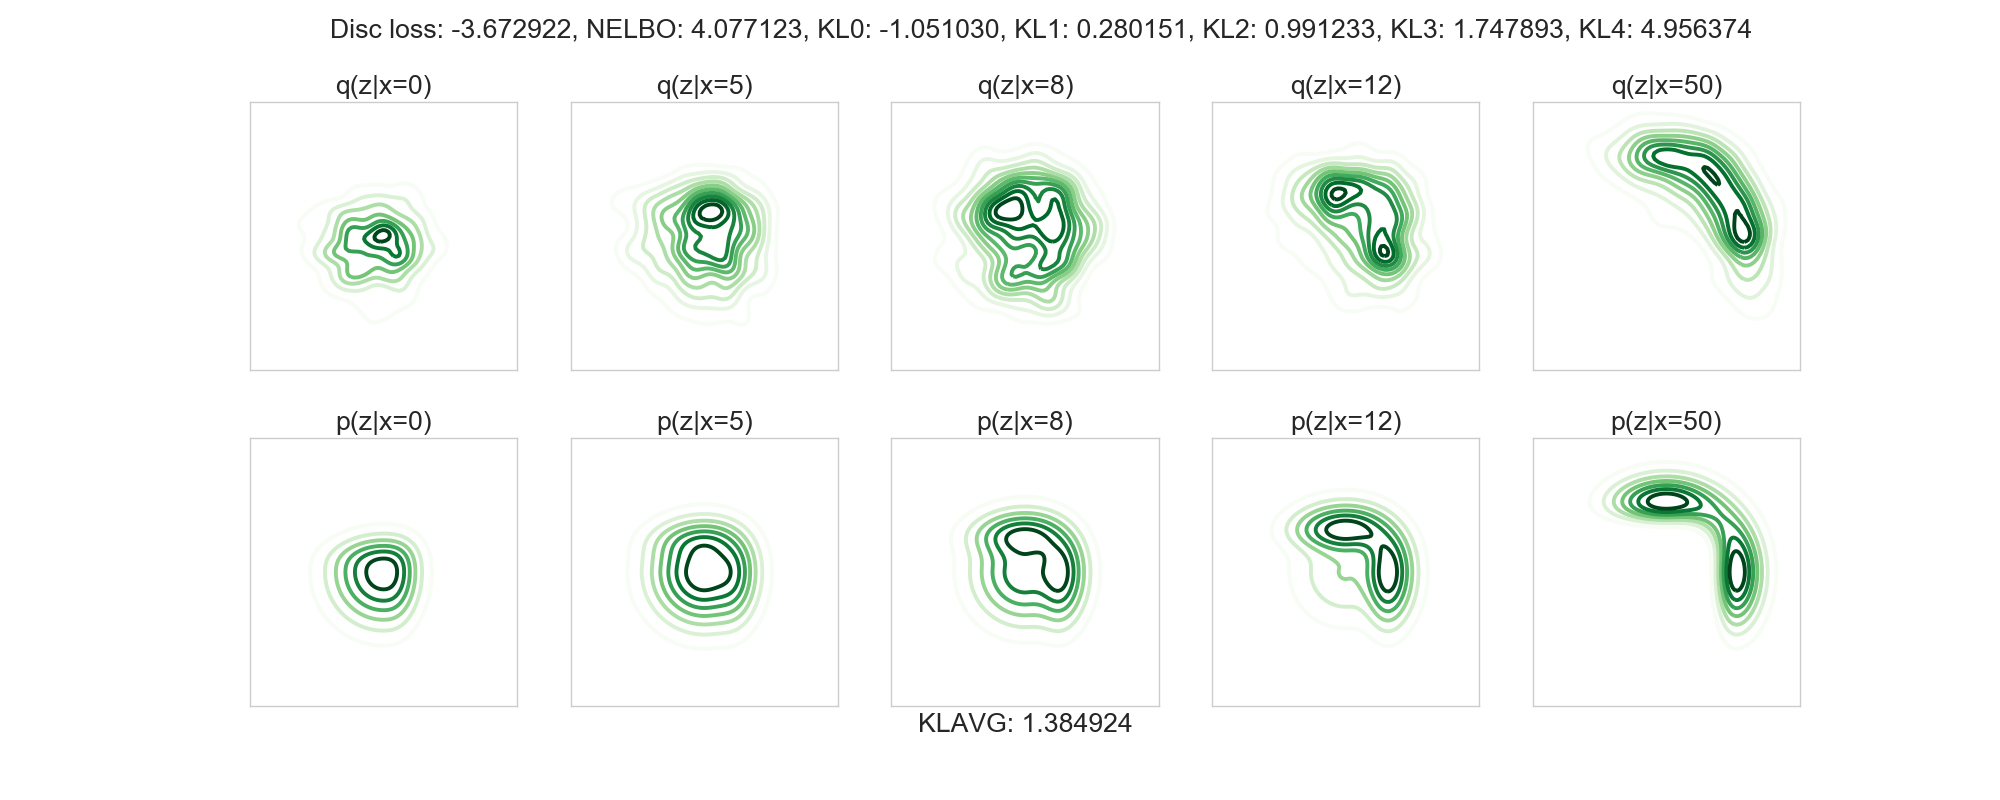 Disc loss: -3.672922, NELBO: 4.077123, KL0: -1.051030, KL1: 0.280151, KL2: 0.991233, KL3: 1.747893, KL4: 4.956374
q(z|x=0) q(z|x=5) q(z|x=8) q(z|x=12) q(z|x=50)
p(z|x=0) p(z|x=5) p(z|x=8) p(z|x=12) p(z|x=50)
KLAVG: 1.384924